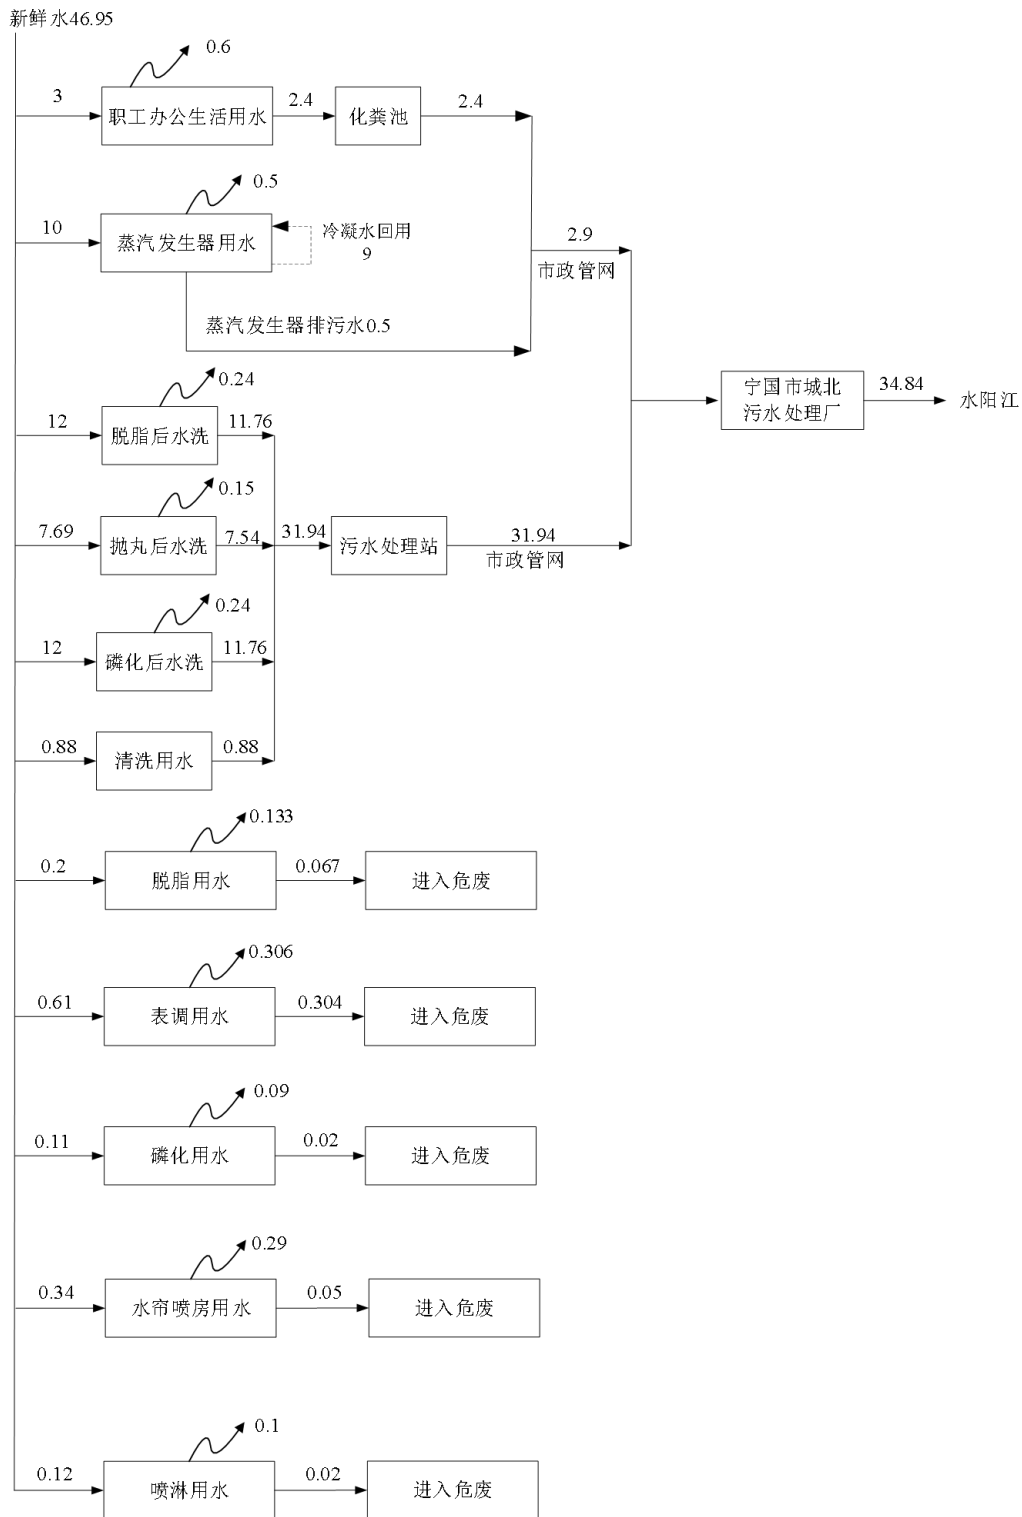 新鲜水46.95
0.6
3
职工办公生活用水
2.4
化粪池
2.4
0.5
10
蒸汽发生器用水
冷凝水回用
9
2.9
市政管网
蒸汽发生器排污水0.5
0.24
12
脱脂后水洗
11.76
宁国市城北
污水处理厂
34.84
水阳江
0.15
7.69
抛丸后水洗
7.54
31.94
污水处理站
31.94
市政管网
0.24
12
磷化后水洗
11.76
0.88
清洗用水
0.88
0.133
0.2
脱脂用水
0.067
进入危废
0.306
0.61
表调用水
0.304
进入危废
0.09
0.11
磷化用水
0.02
进入危废
0.29
0.34
水帘喷房用水
0.05
进入危废
0.1
0.12
喷淋用水
0.02
进入危废